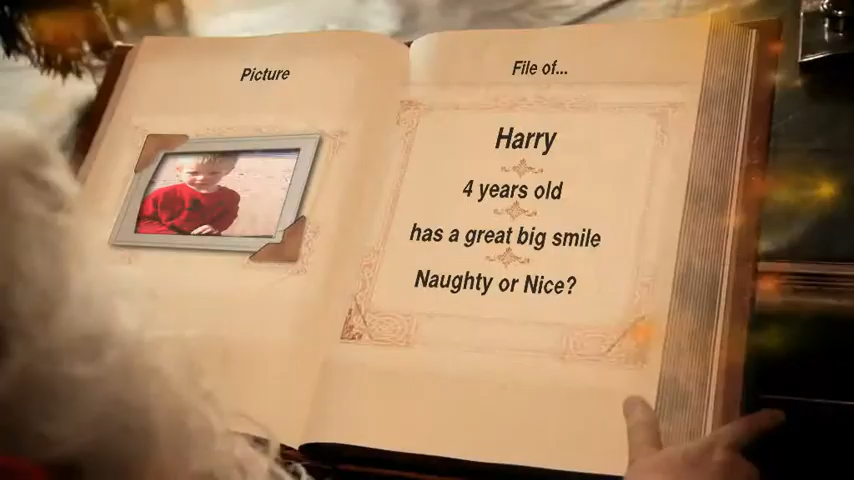 Picture
File of...
Harry
4 years old
has a great big smile
Naughty or Nice?